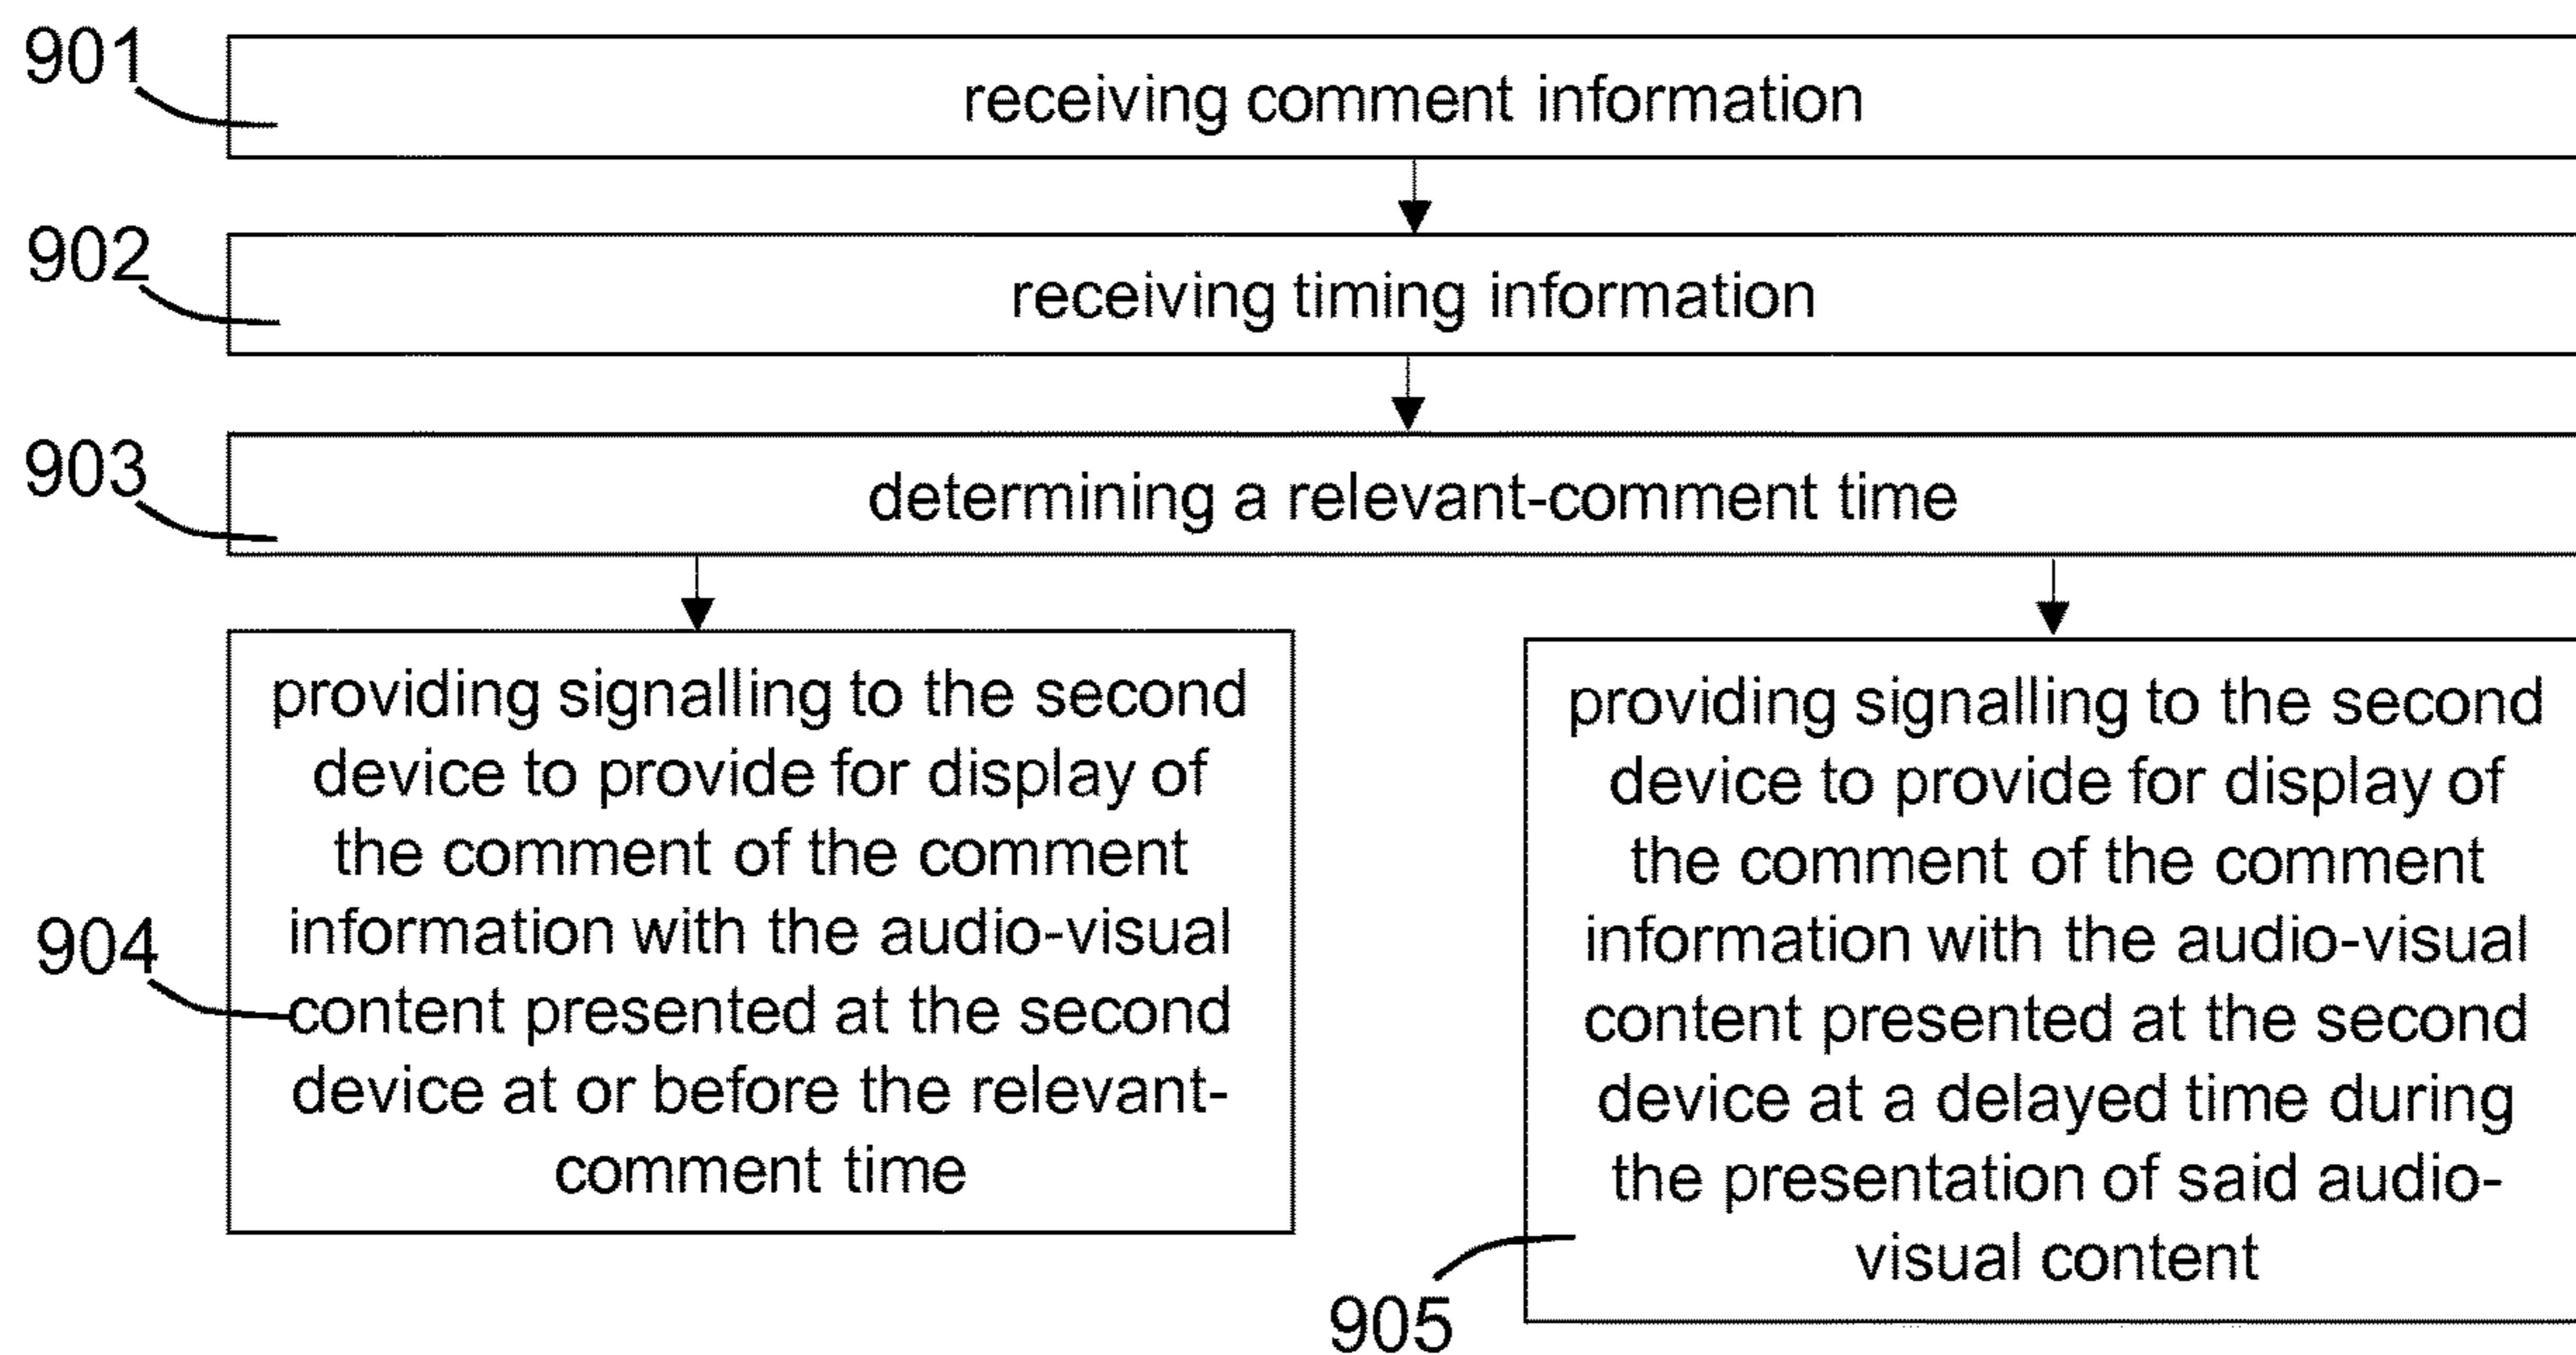 901
receiving comment information
902
receiving timing information
903
determining a relevant-comment time
904
providing signalling to the second
device to provide for display of
the comment of the comment
information with the audio-visual
content presented at the second
device at or before the relevant-
comment time
905
providing signalling to the second
device to provide for display of
the comment of the comment
information with the audio-visual
content presented at the second
device at a delayed time during
the presentation of said audio-
visual content